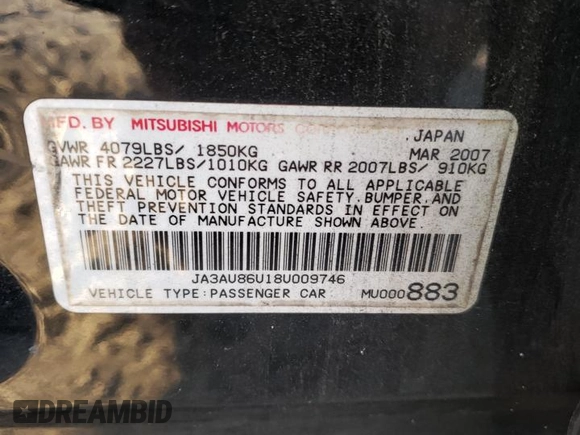 MFD. BY MITSUBISHI MOTORS
, JAPAN
GVWR 4079LBS/ 1850KG MAR 2007
GAWR FR 2227LBS/1010KG GAWR RR 2007LBS/ 910KG
THIS VEHICLE CONFORMS TO ALL APPLICABLE
FEDERAL MOTOR VEHICLE SAFETY, BUMPER, AND
THEFT PREVENTION STANDARDS IN EFFECT ON
THE DATE OF MANUFACTURE SHOWN ABOVE.
JA3AU86U18U009746
VEHICLE TYPE:PASSENGER CAR MU000883
DREAMBID